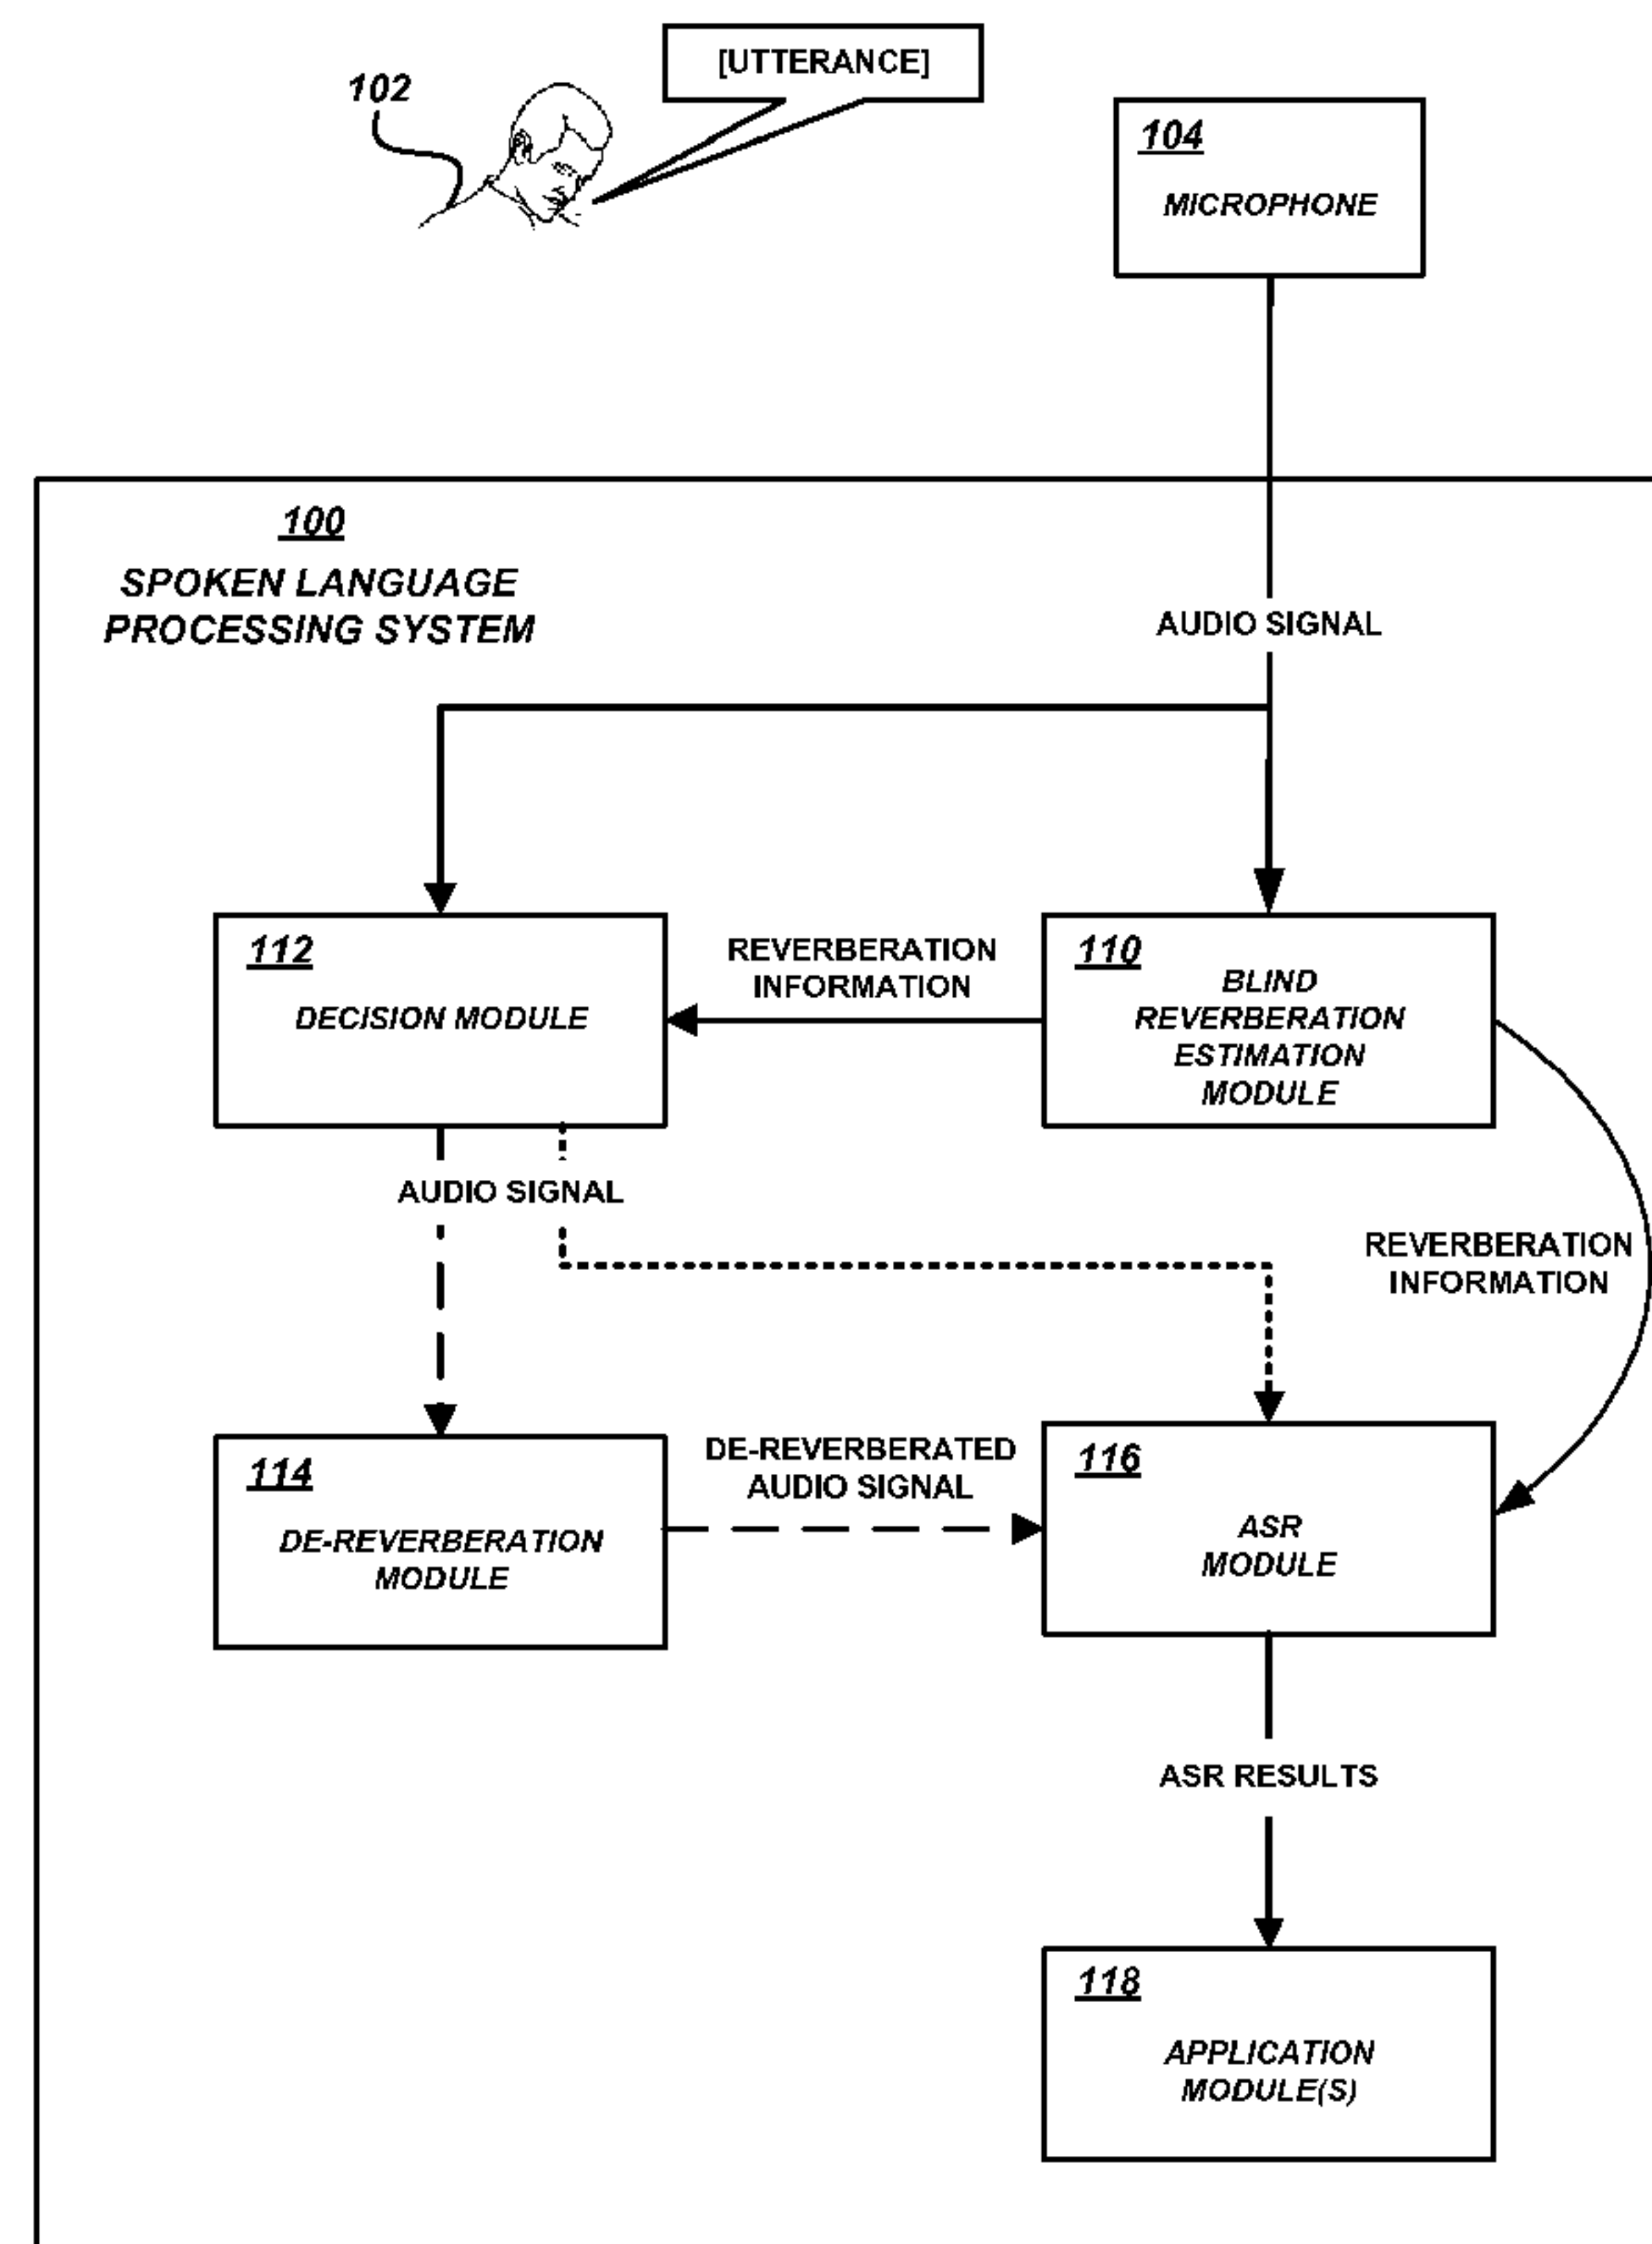 [UTTERANCE]
102
104
MICROPHONE
100
SPOKEN LANGUAGE
PROCESSING SYSTEM
AUDIO SIGNAL
112
DECISION MODULE
REVERBERATION
INFORMATION
110
BLIND
REVERBERATION
ESTIMATION
MODULE
AUDIO SIGNAL
REVERBERATION
INFORMATION
114
DE-REVERBERATION
MODULE
DE-REVERBERATED
AUDIO SIGNAL
116
ASR
MODULE
ASR RESULTS
118
APPLICATION
MODULE(S)